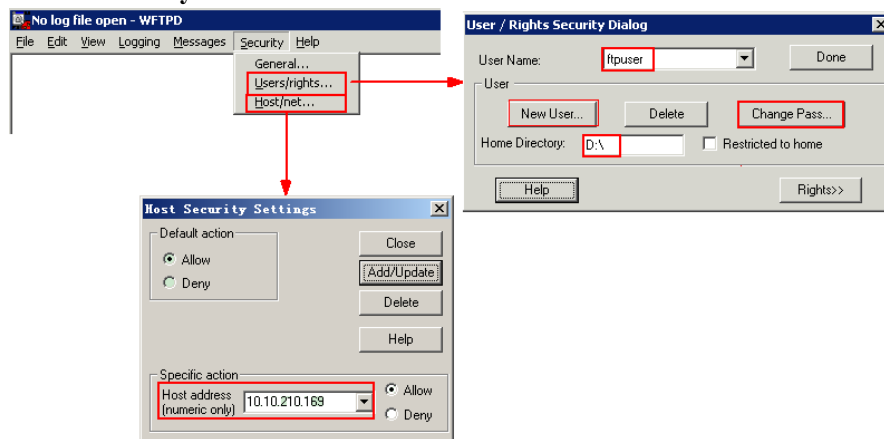 No log file open - WFTPD
File Edit View Logging Messages Security Help
General...
Users/rights...
Host/net...
User / Rights Security Dialog
User Name: ftpuser Done
User
New User... Delete Change Pass...
Home Directory: D:\ Restricted to home
Help Rights>>
Host Security Settings
Default action
Allow
Deny
Close
Add/Update
Delete
Help
Specific action
Host address
(numeric only)
10.10.210.169
Allow
Deny